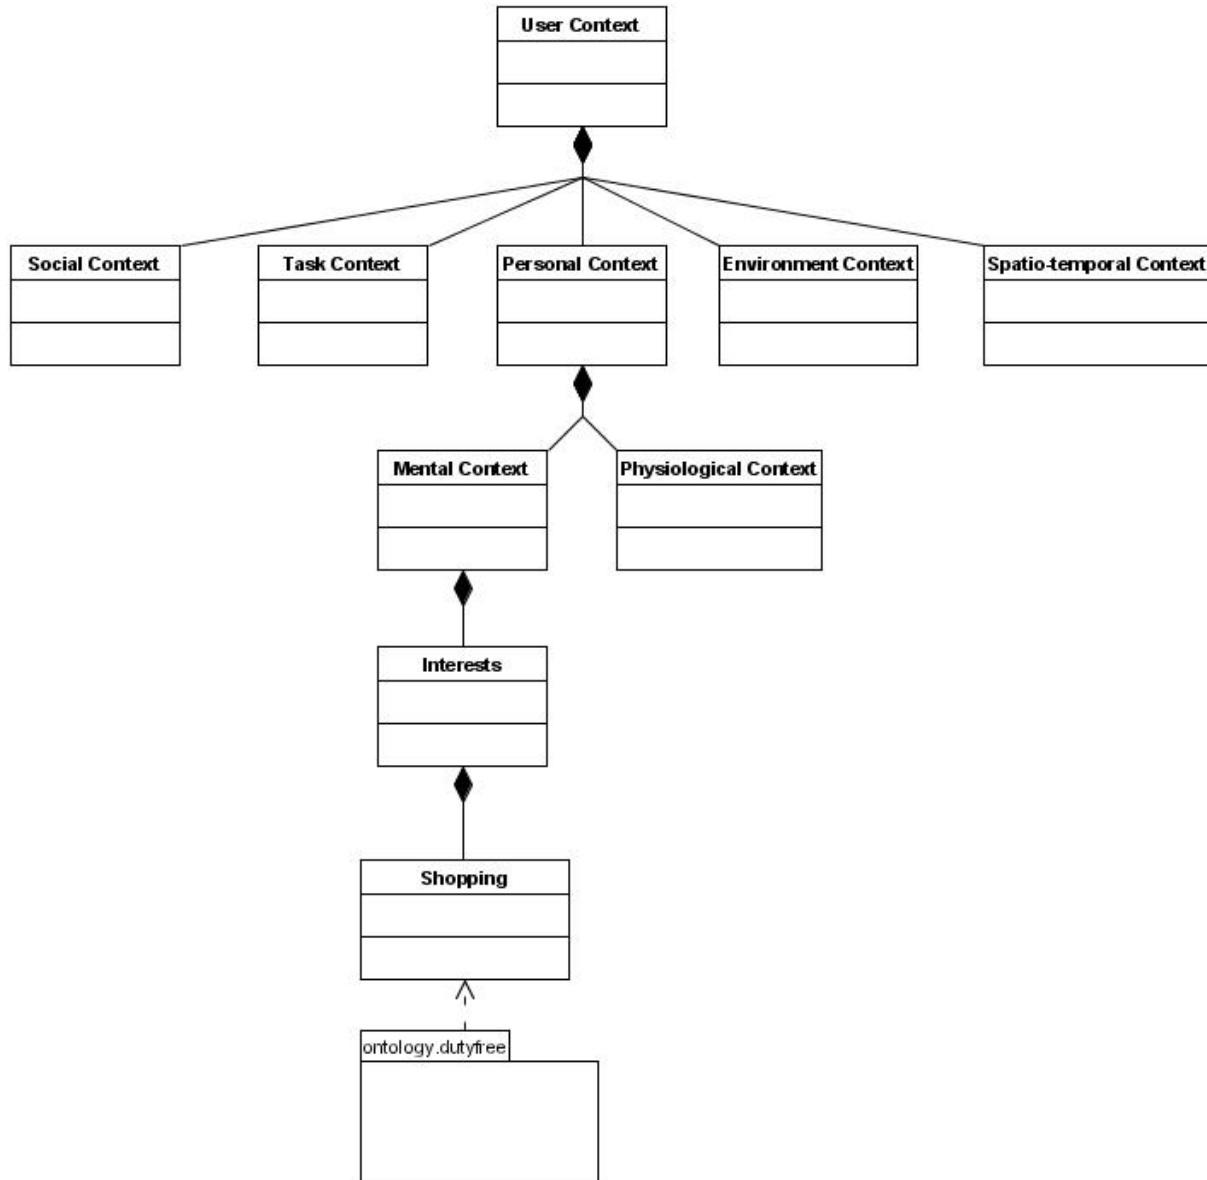 User Context
Social Context
Task Context
Personal Context
Environment Context
Spatio-temporal Context
Mental Context
Physiological Context
Interests
Shopping
ontology.dutyfree